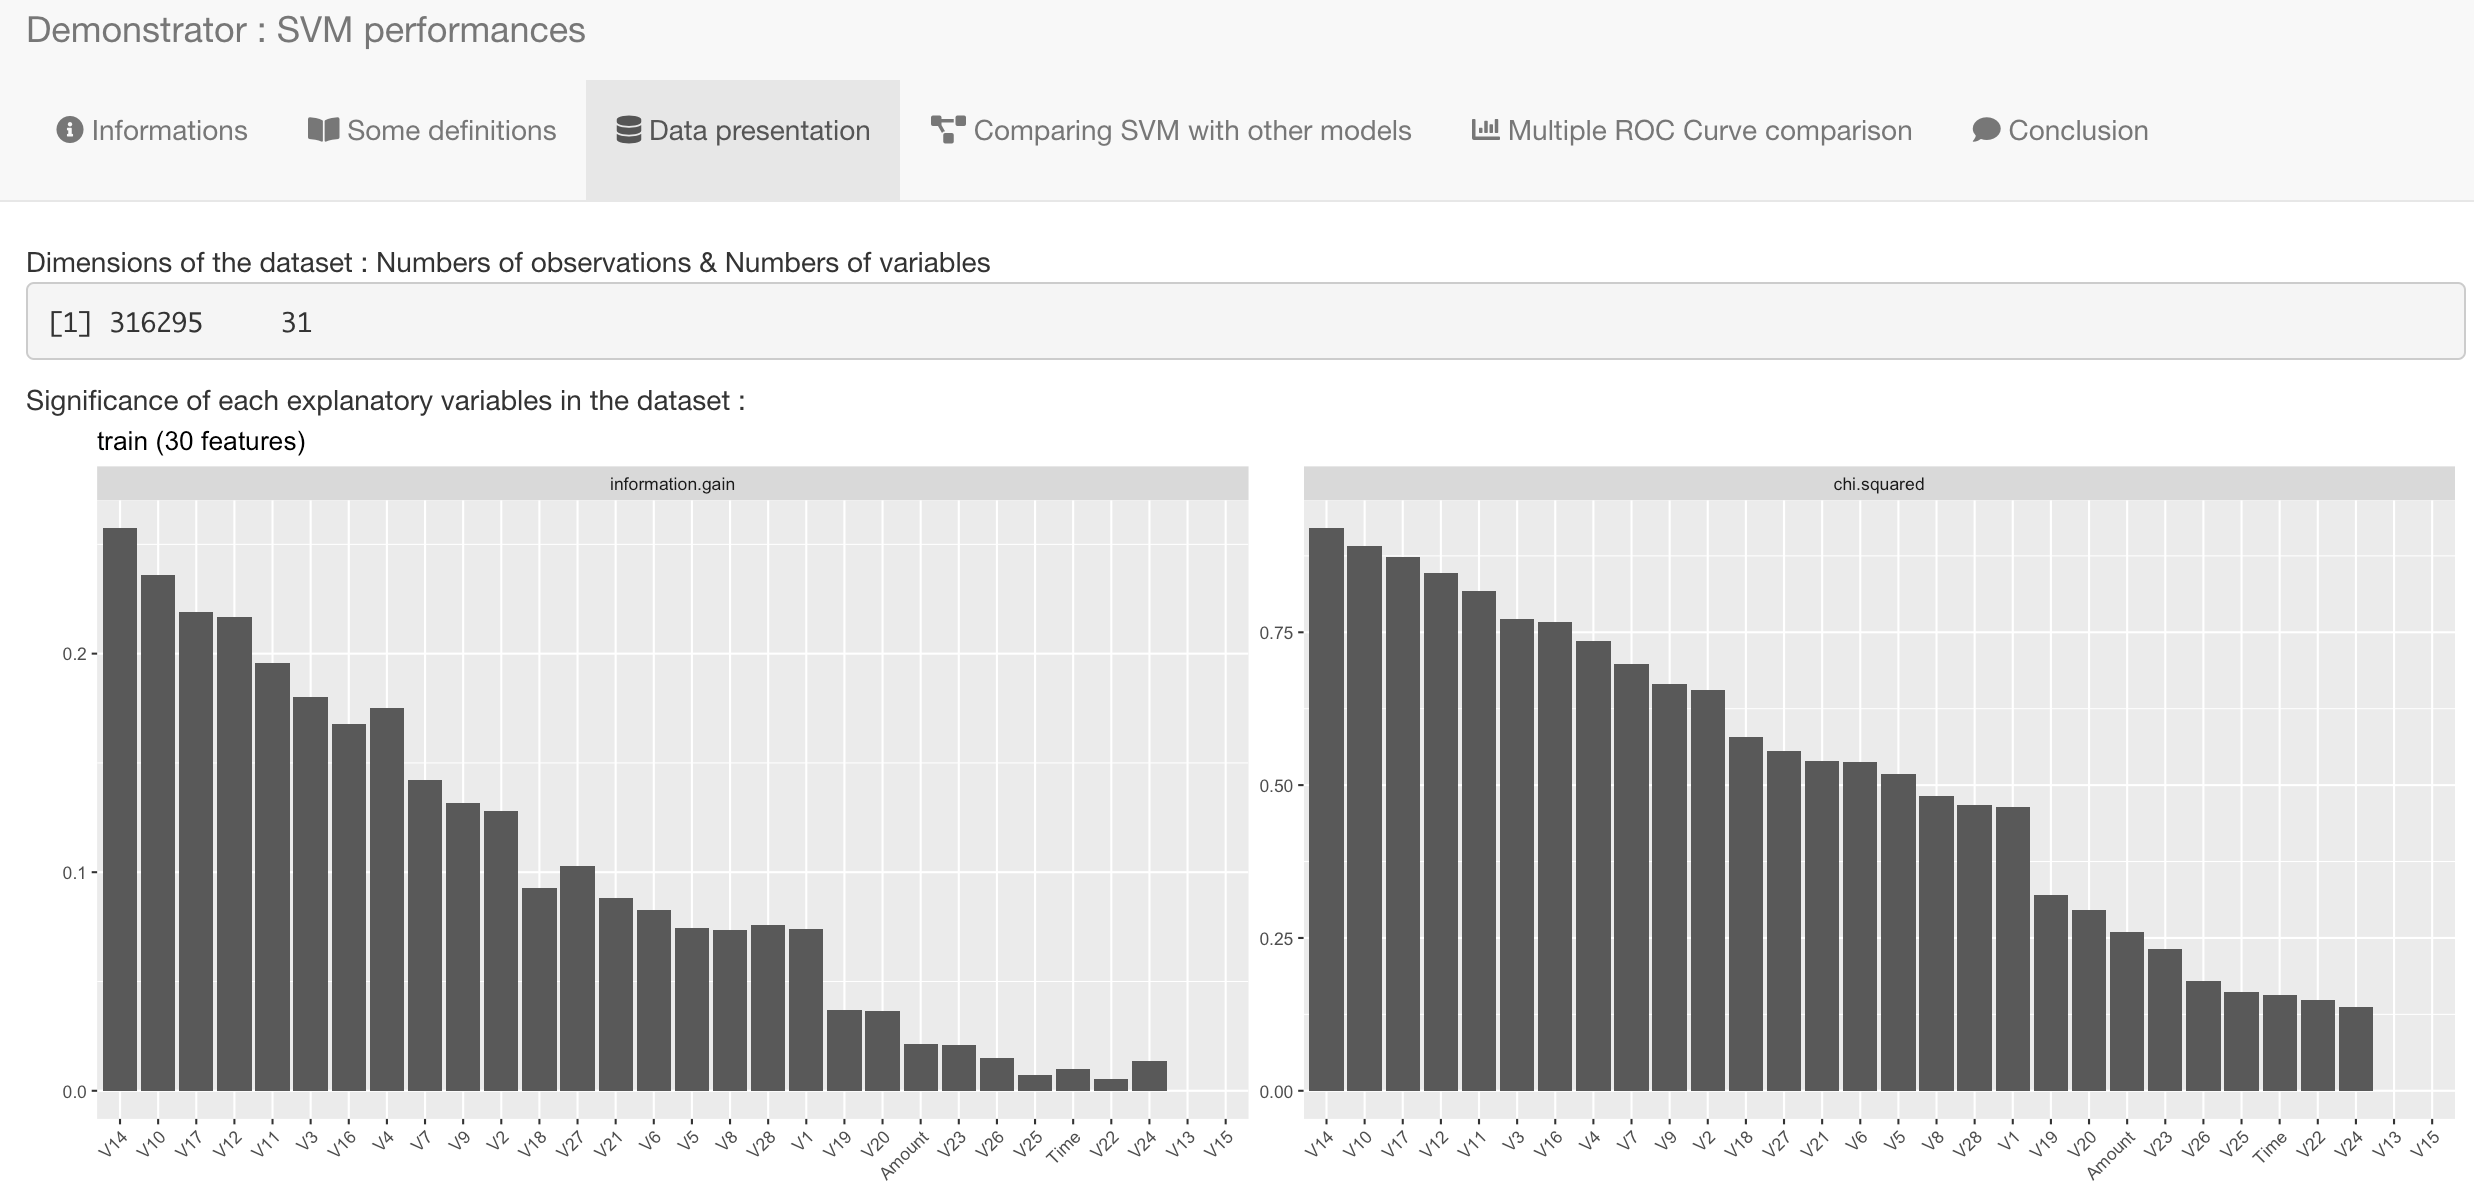 Demonstrator : SVM performances
Informations Some definitions Data presentation Comparing SVM with other models Multiple ROC Curve comparison Conclusion
Dimensions of the dataset : Numbers of observations & Numbers of variables
[1] 316295 31
Significance of each explanatory variables in the dataset :
train (30 features)
information.gain
0.2
0.1
0.0
V14 V10 V17 V12 V11 V3 V16 V4 V7 V9 V2 V18 V27 V21 V6 V5 V8 V28 V1 V19 V20 Amount V23 V26 V25 Time V22 V24 V13 V15
chi.squared
0.75
0.50
0.25
0.00
V14 V10 V17 V12 V11 V3 V16 V4 V7 V9 V2 V18 V27 V21 V6 V5 V8 V28 V1 V19 V20 Amount V23 V26 V25 Time V22 V24 V13 V15